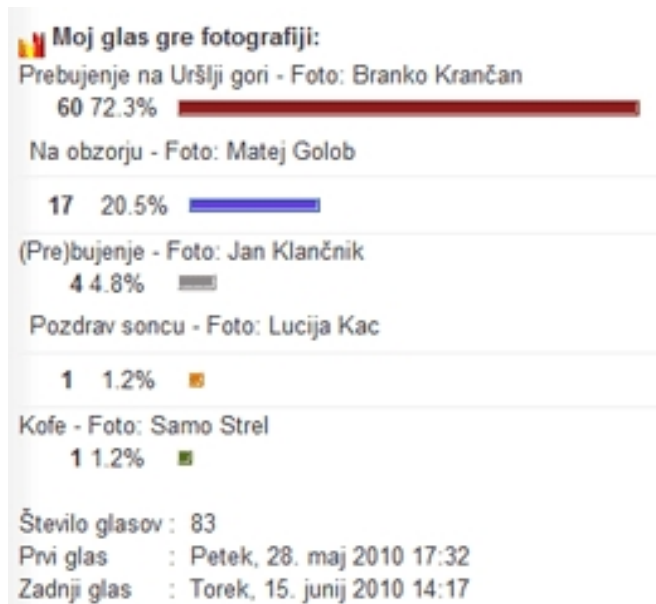 Moj glas gre fotografiji:
Prebujenje na Uršlji gori - Foto: Branko Krančan
60 72.3%
Na obzorju - Foto: Matej Golob
17 20.5%
(Pre)bujenje - Foto: Jan Klančnik
4 4.8%
Pozdrav soncu - Foto: Lucija Kac
1 1.2%
Kofe - Foto: Samo Strel
1 1.2%
Število glasov : 83
Prvi glas : Petek, 28. maj 2010 17:32
Zadnji glas : Torek, 15. junij 2010 14:17